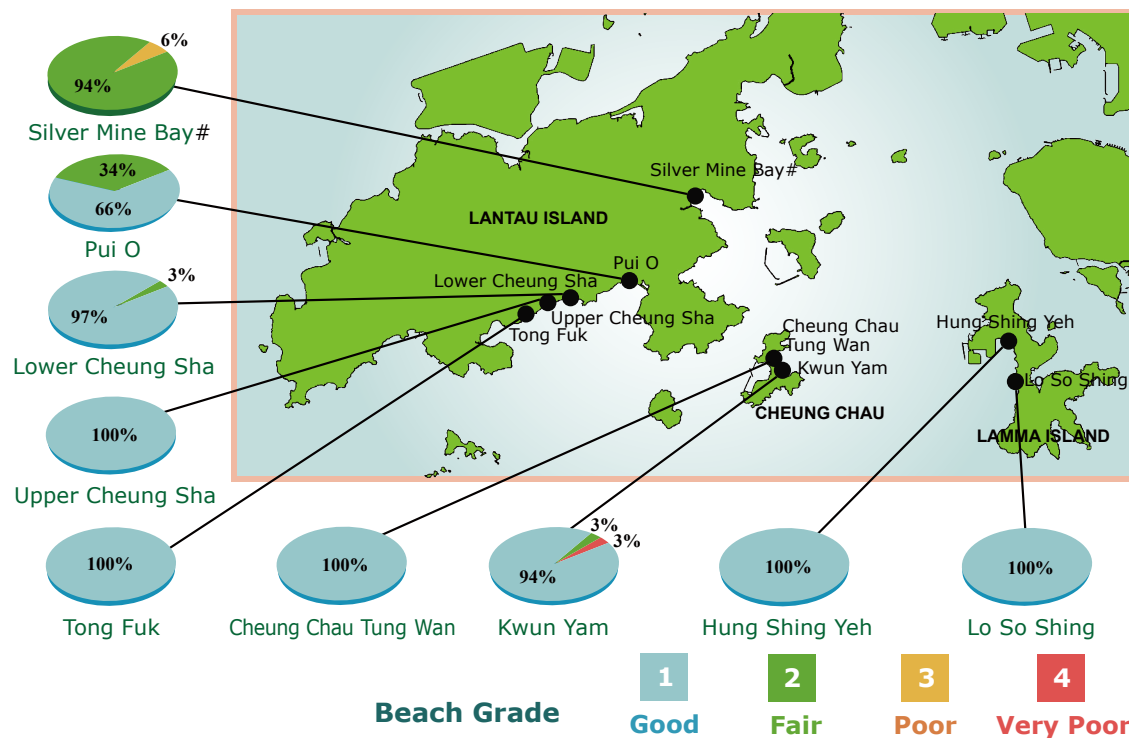 6%
94%
Silver Mine Bay#
34%
66%
Pui O
3%
97%
Lower Cheung Sha
100%
Upper Cheung Sha
100%
Tong Fuk
100%
Cheung Chau Tung Wan
3%
3%
94%
Kwun Yam
100%
Hung Shing Yeh
100%
Lo So Shing
Silver Mine Bay#
LANTAU ISLAND
Pui O
Lower Cheung Sha
Upper Cheung Sha
Tong Fuk
Cheung Chau
Tung Wan
Kwun Yam
CHEUNG CHAU
Hung Shing Yeh
Lo So Shing
LAMMA ISLAND
Beach Grade
1
Good
2
Fair
3
Poor
4
Very Poor